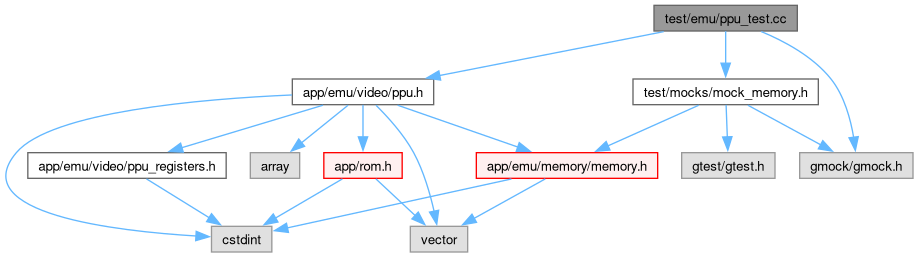 test/emu/ppu_test.cc
app/emu/video/ppu.h
test/mocks/mock_memory.h
app/emu/video/ppu_registers.h
array
app/rom.h
app/emu/memory/memory.h
gtest/gtest.h
gmock/gmock.h
cstdint
vector